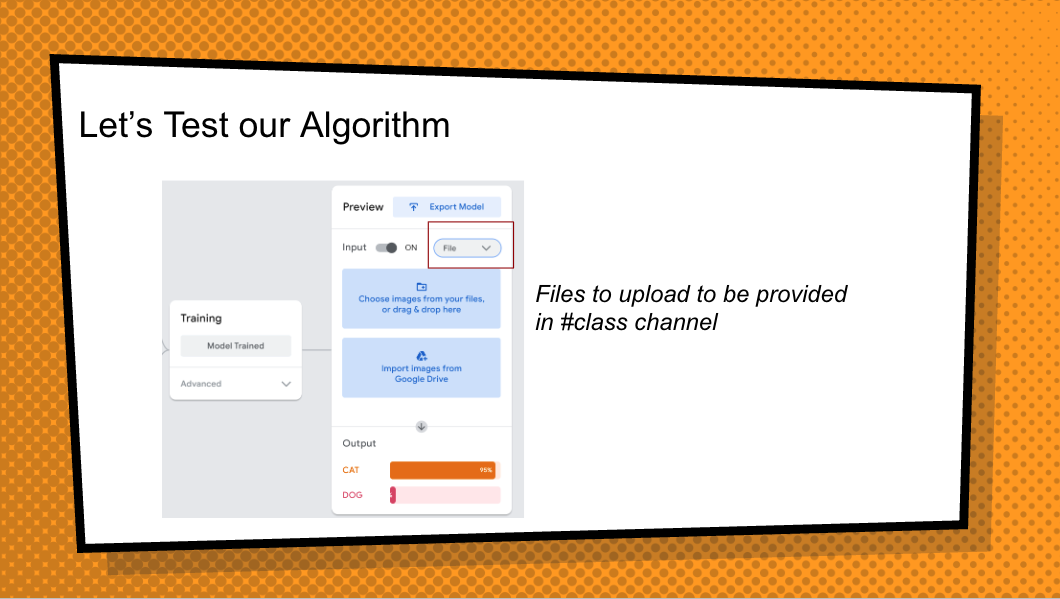 Let's Test our Algorithm
Preview
Export Model
Input
ON
File
Choose images from your files,
or drag & drop here
Import images from
Google Drive
Training
Model Trained
Advanced
Output
CAT
95%
DOG
Files to upload to be provided
in #class channel